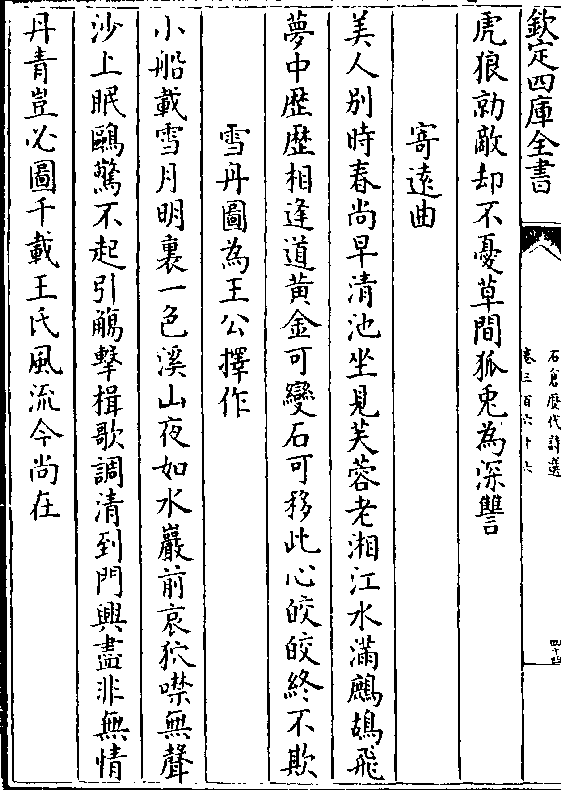 欽定四庫全書
石倉歷代詩選
卷三百六十六
四十四
虎狼勍敵却不憂草間狐兎為深讐
寄逺曲
美人别時春尚早清池坐見芙蓉老湘江水滿鷓鴣飛
夢中歴歴相逢道黄金可變石可移此心皎皎終不欺
雪舟圖為王公擇作
小船載雪月明裏一色溪山夜如水巖前哀狖噤無聲
沙上眠鷗驚不起引觴擊楫歌調清到門興盡非無情
丹青豈必圖千載王氏風流今尚在